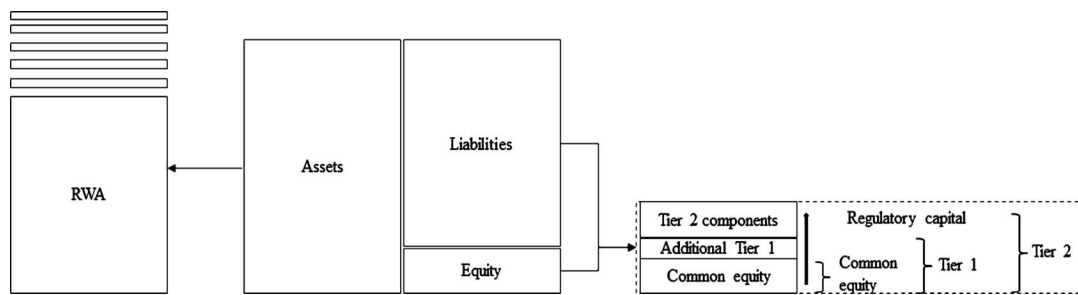 RWA
Assets
Liabilities
Equity
Tier 2 components
Additional Tier 1
Common equity
Regulatory capital
Common
equity
Tier 1
Tier 2